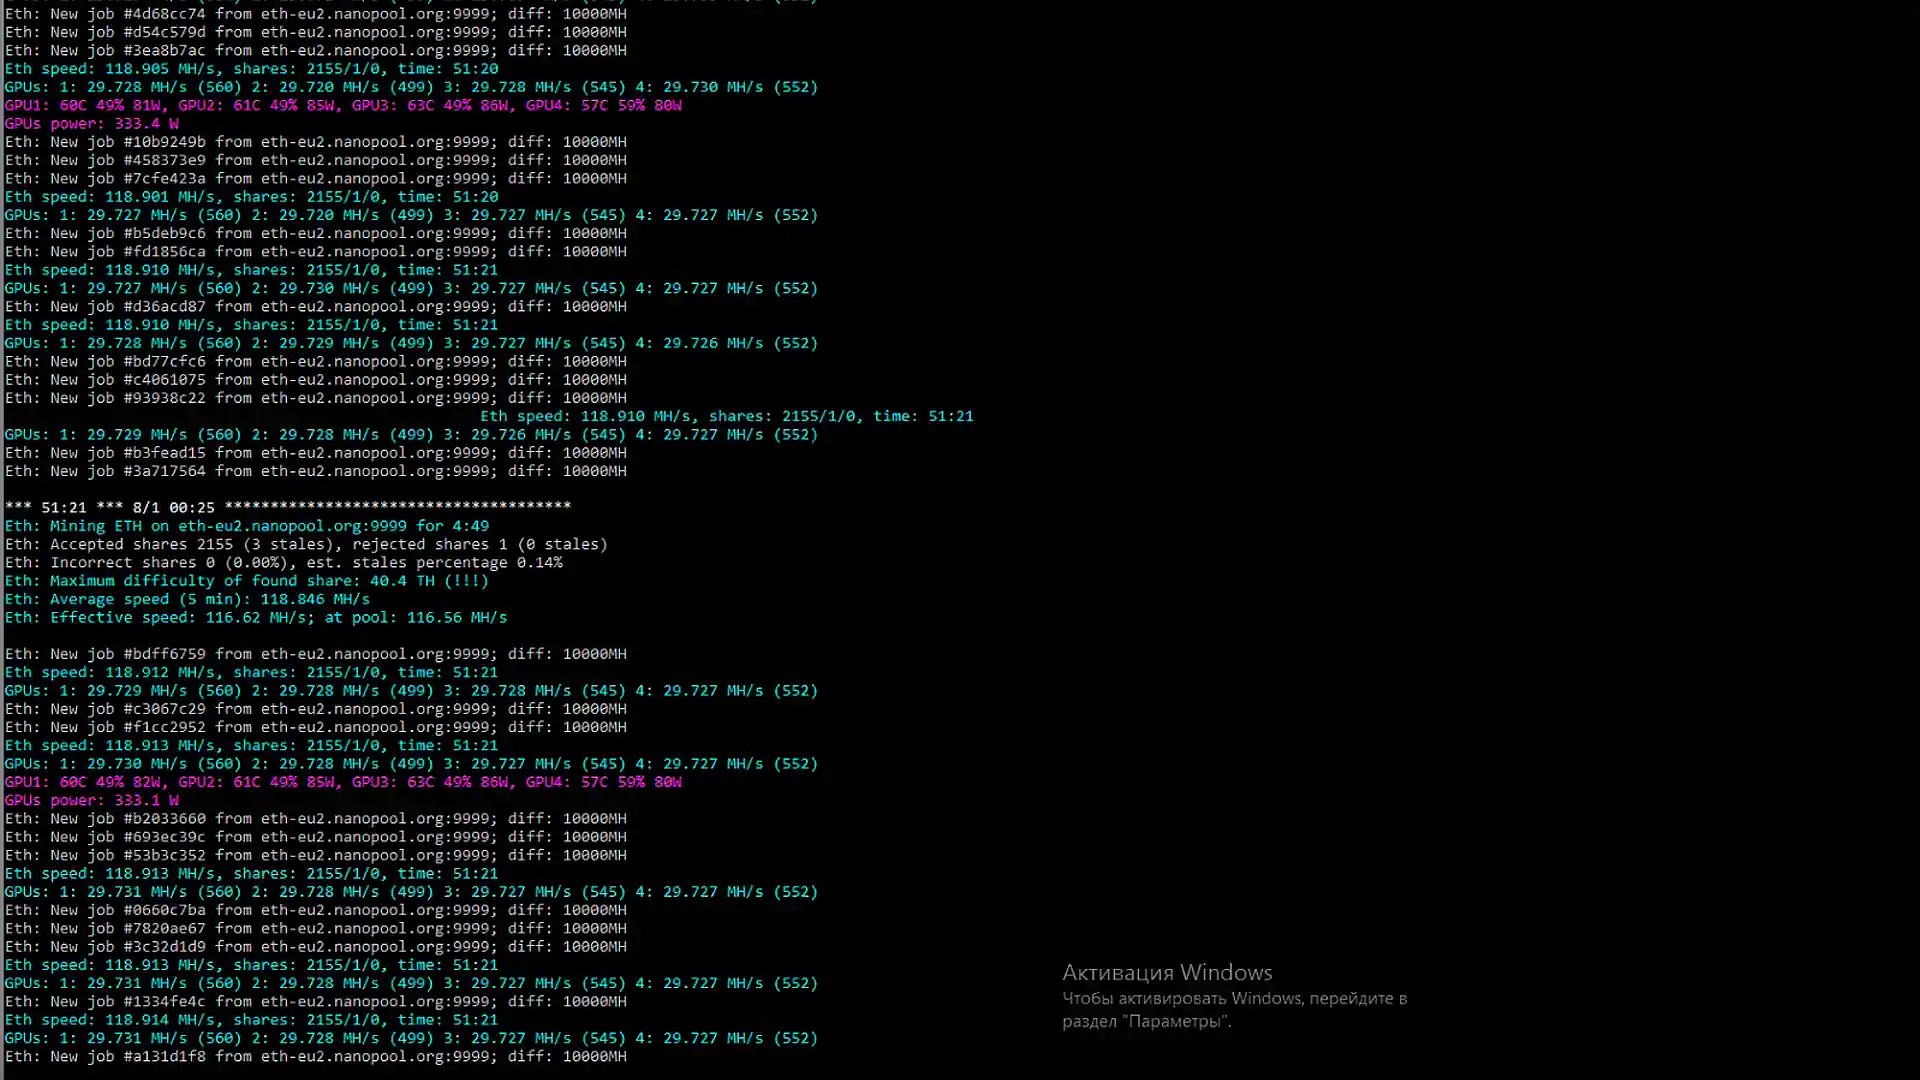 Eth: New job #4d68cc74 from eth-eu2.nanopool.org:9999; diff: 10000MH
Eth: New job #d54c579d from eth-eu2.nanopool.org:9999; diff: 10000MH
Eth: New job #3ea8b7ac from eth-eu2.nanopool.org:9999; diff: 10000MH
Eth speed: 118.905 MH/s, shares: 2155/1/0, time: 51:20
GPUs: 1: 29.728 MH/s (560) 2: 29.720 MH/s (499) 3: 29.728 MH/s (545) 4: 29.730 MH/s (552)
GPU1: 60C 49% 81W, GPU2: 61C 49% 85W, GPU3: 63C 49% 86W, GPU4: 57C 59% 80W
GPUs power: 333.4 W
Eth: New job #10b9249b from eth-eu2.nanopool.org:9999; diff: 10000MH
Eth: New job #458373e9 from eth-eu2.nanopool.org:9999; diff: 10000MH
Eth: New job #7cfe423a from eth-eu2.nanopool.org:9999; diff: 10000MH
Eth speed: 118.901 MH/s, shares: 2155/1/0, time: 51:20
GPUs: 1: 29.727 MH/s (560) 2: 29.720 MH/s (499) 3: 29.727 MH/s (545) 4: 29.727 MH/s (552)
Eth: New job #b5deb9c6 from eth-eu2.nanopool.org:9999; diff: 10000MH
Eth: New job #fd1856ca from eth-eu2.nanopool.org:9999; diff: 10000MH
Eth speed: 118.910 MH/s, shares: 2155/1/0, time: 51:21
GPUs: 1: 29.727 MH/s (560) 2: 29.730 MH/s (499) 3: 29.727 MH/s (545) 4: 29.727 MH/s (552)
Eth: New job #d36acd87 from eth-eu2.nanopool.org:9999; diff: 10000MH
Eth speed: 118.910 MH/s, shares: 2155/1/0, time: 51:21
GPUs: 1: 29.728 MH/s (560) 2: 29.729 MH/s (499) 3: 29.727 MH/s (545) 4: 29.726 MH/s (552)
Eth: New job #bd77cfc6 from eth-eu2.nanopool.org:9999; diff: 10000MH
Eth: New job #c4061075 from eth-eu2.nanopool.org:9999; diff: 10000MH
Eth: New job #93938c22 from eth-eu2.nanopool.org:9999; diff: 10000MH
Eth speed: 118.910 MH/s, shares: 2155/1/0, time: 51:21
GPUs: 1: 29.729 MH/s (560) 2: 29.728 MH/s (499) 3: 29.726 MH/s (545) 4: 29.727 MH/s (552)
Eth: New job #b3fead15 from eth-eu2.nanopool.org:9999; diff: 10000MH
Eth: New job #3a717564 from eth-eu2.nanopool.org:9999; diff: 10000MH
*** 51:21 *** 8/1 00:25 **************************************
Eth: Mining ETH on eth-eu2.nanopool.org:9999 for 4:49
Eth: Accepted shares 2155 (3 stales), rejected shares 1 (0 stales)
Eth: Incorrect shares 0 (0.00%), est. stales percentage 0.14%
Eth: Maximum difficulty of found share: 40.4 TH (!!!)
Eth: Average speed (5 min): 118.846 MH/s
Eth: Effective speed: 116.62 MH/s; at pool: 116.56 MH/s
Eth: New job #bdff6759 from eth-eu2.nanopool.org:9999; diff: 10000MH
Eth speed: 118.912 MH/s, shares: 2155/1/0, time: 51:21
GPUs: 1: 29.729 MH/s (560) 2: 29.728 MH/s (499) 3: 29.728 MH/s (545) 4: 29.727 MH/s (552)
Eth: New job #c3067c29 from eth-eu2.nanopool.org:9999; diff: 10000MH
Eth: New job #f1cc2952 from eth-eu2.nanopool.org:9999; diff: 10000MH
Eth speed: 118.913 MH/s, shares: 2155/1/0, time: 51:21
GPUs: 1: 29.730 MH/s (560) 2: 29.728 MH/s (499) 3: 29.727 MH/s (545) 4: 29.727 MH/s (552)
GPU1: 60C 49% 82W, GPU2: 61C 49% 85W, GPU3: 63C 49% 86W, GPU4: 57C 59% 80W
GPUs power: 333.1 W
Eth: New job #b2033660 from eth-eu2.nanopool.org:9999; diff: 10000MH
Eth: New job #693ec39c from eth-eu2.nanopool.org:9999; diff: 10000MH
Eth: New job #53b3c352 from eth-eu2.nanopool.org:9999; diff: 10000MH
Eth speed: 118.913 MH/s, shares: 2155/1/0, time: 51:21
GPUs: 1: 29.731 MH/s (560) 2: 29.728 MH/s (499) 3: 29.727 MH/s (545) 4: 29.727 MH/s (552)
Eth: New job #0660c7ba from eth-eu2.nanopool.org:9999; diff: 10000MH
Eth: New job #7820ae67 from eth-eu2.nanopool.org:9999; diff: 10000MH
Eth: New job #3c32d1d9 from eth-eu2.nanopool.org:9999; diff: 10000MH
Eth speed: 118.913 MH/s, shares: 2155/1/0, time: 51:21
GPUs: 1: 29.731 MH/s (560) 2: 29.728 MH/s (499) 3: 29.727 MH/s (545) 4: 29.727 MH/s (552)
Eth: New job #1334fe4c from eth-eu2.nanopool.org:9999; diff: 10000MH
Eth speed: 118.914 MH/s, shares: 2155/1/0, time: 51:21
GPUs: 1: 29.731 MH/s (560) 2: 29.728 MH/s (499) 3: 29.727 MH/s (545) 4: 29.727 MH/s (552)
Eth: New job #a131d1f8 from eth-eu2.nanopool.org:9999; diff: 10000MH
Активация Windows
Чтобы активировать Windows, перейдите в
раздел "Параметры".